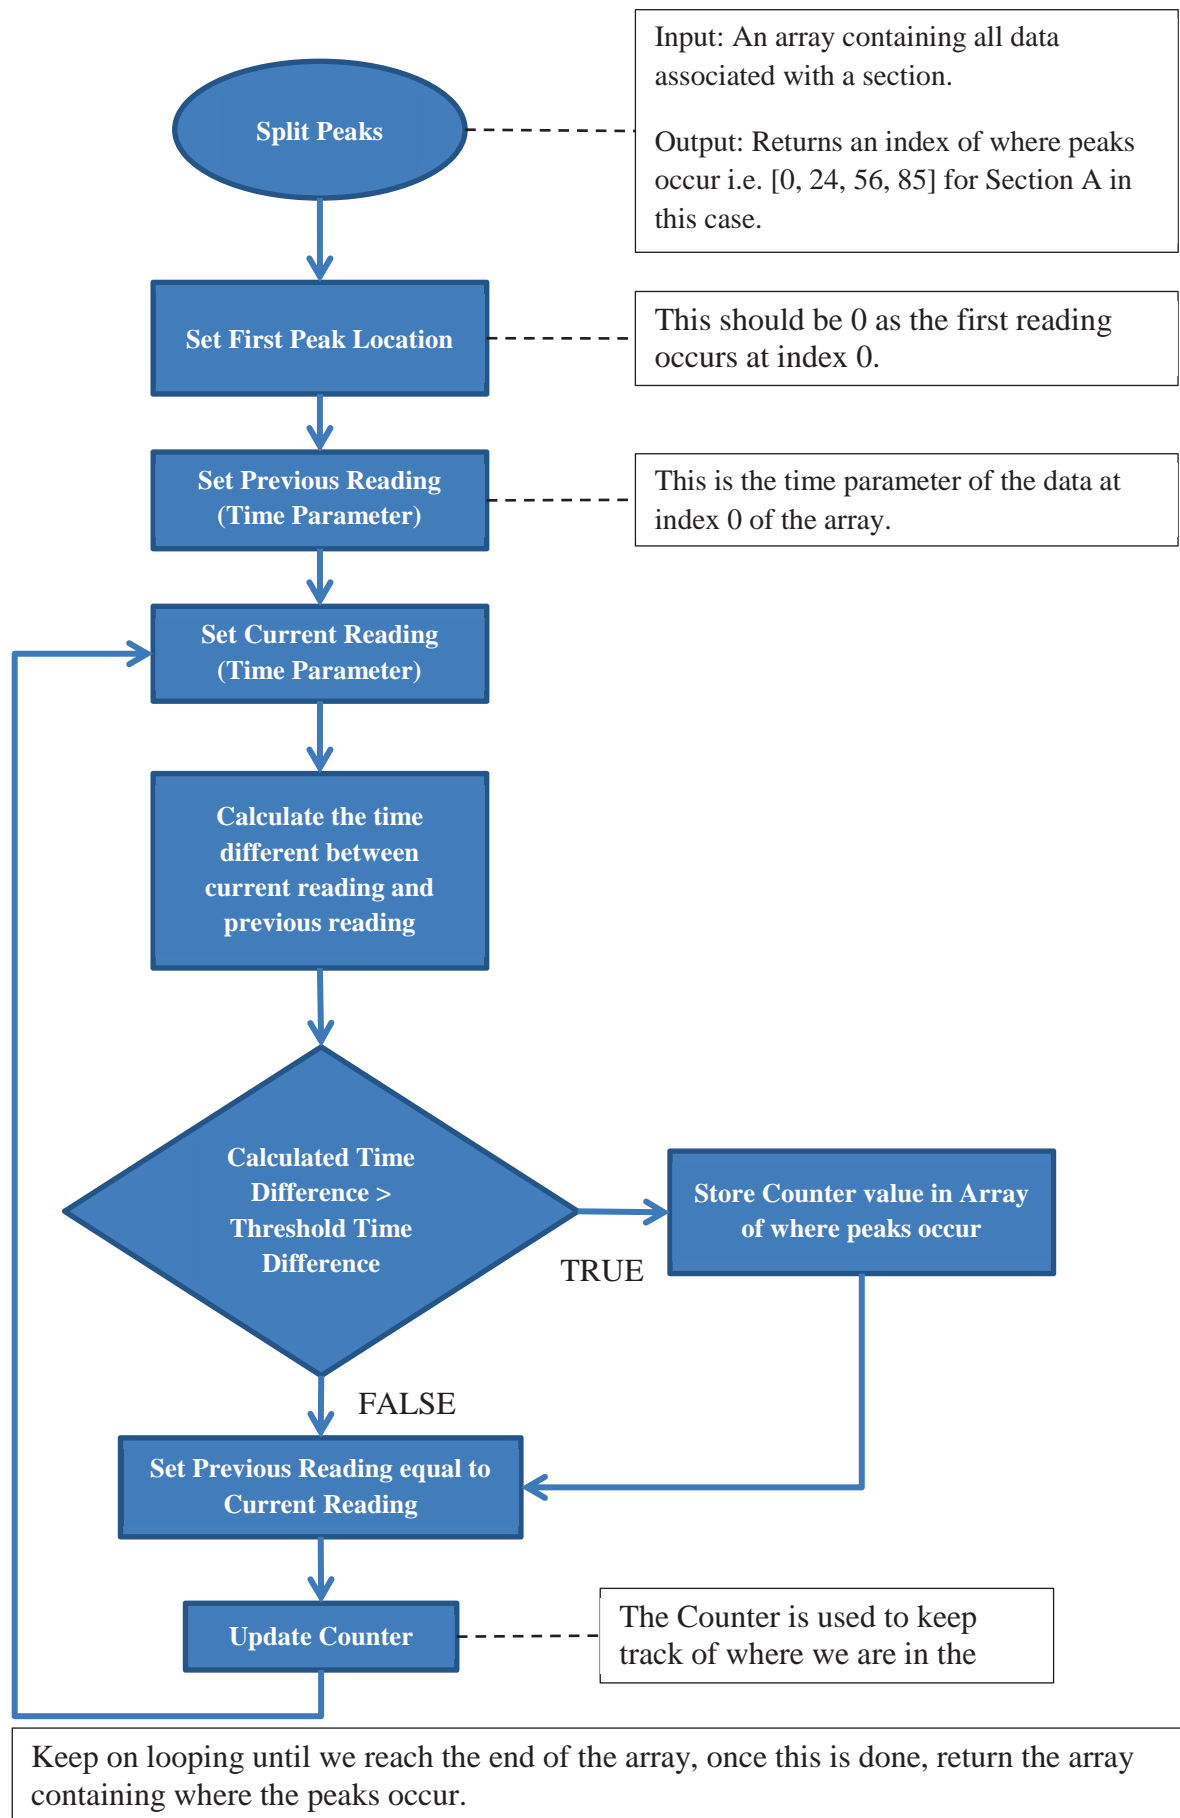 Split Peaks
Input: An array containing all data
associated with a section.
Output: Returns an index of where peaks
occur i.e. [0, 24, 56, 85] for Section A in
this case.
Set First Peak Location
This should be 0 as the first reading
occurs at index 0.
Set Previous Reading
(Time Parameter)
This is the time parameter of the data at
index 0 of the array.
Set Current Reading
(Time Parameter)
Calculate the time
different between
current reading and
previous reading
Calculated Time
Difference >
Threshold Time
Difference
TRUE
Store Counter value in Array
of where peaks occur
FALSE
Set Previous Reading equal to
Current Reading
Update Counter
The Counter is used to keep
track of where we are in the
Keep on looping until we reach the end of the array, once this is done, return the array
containing where the peaks occur.